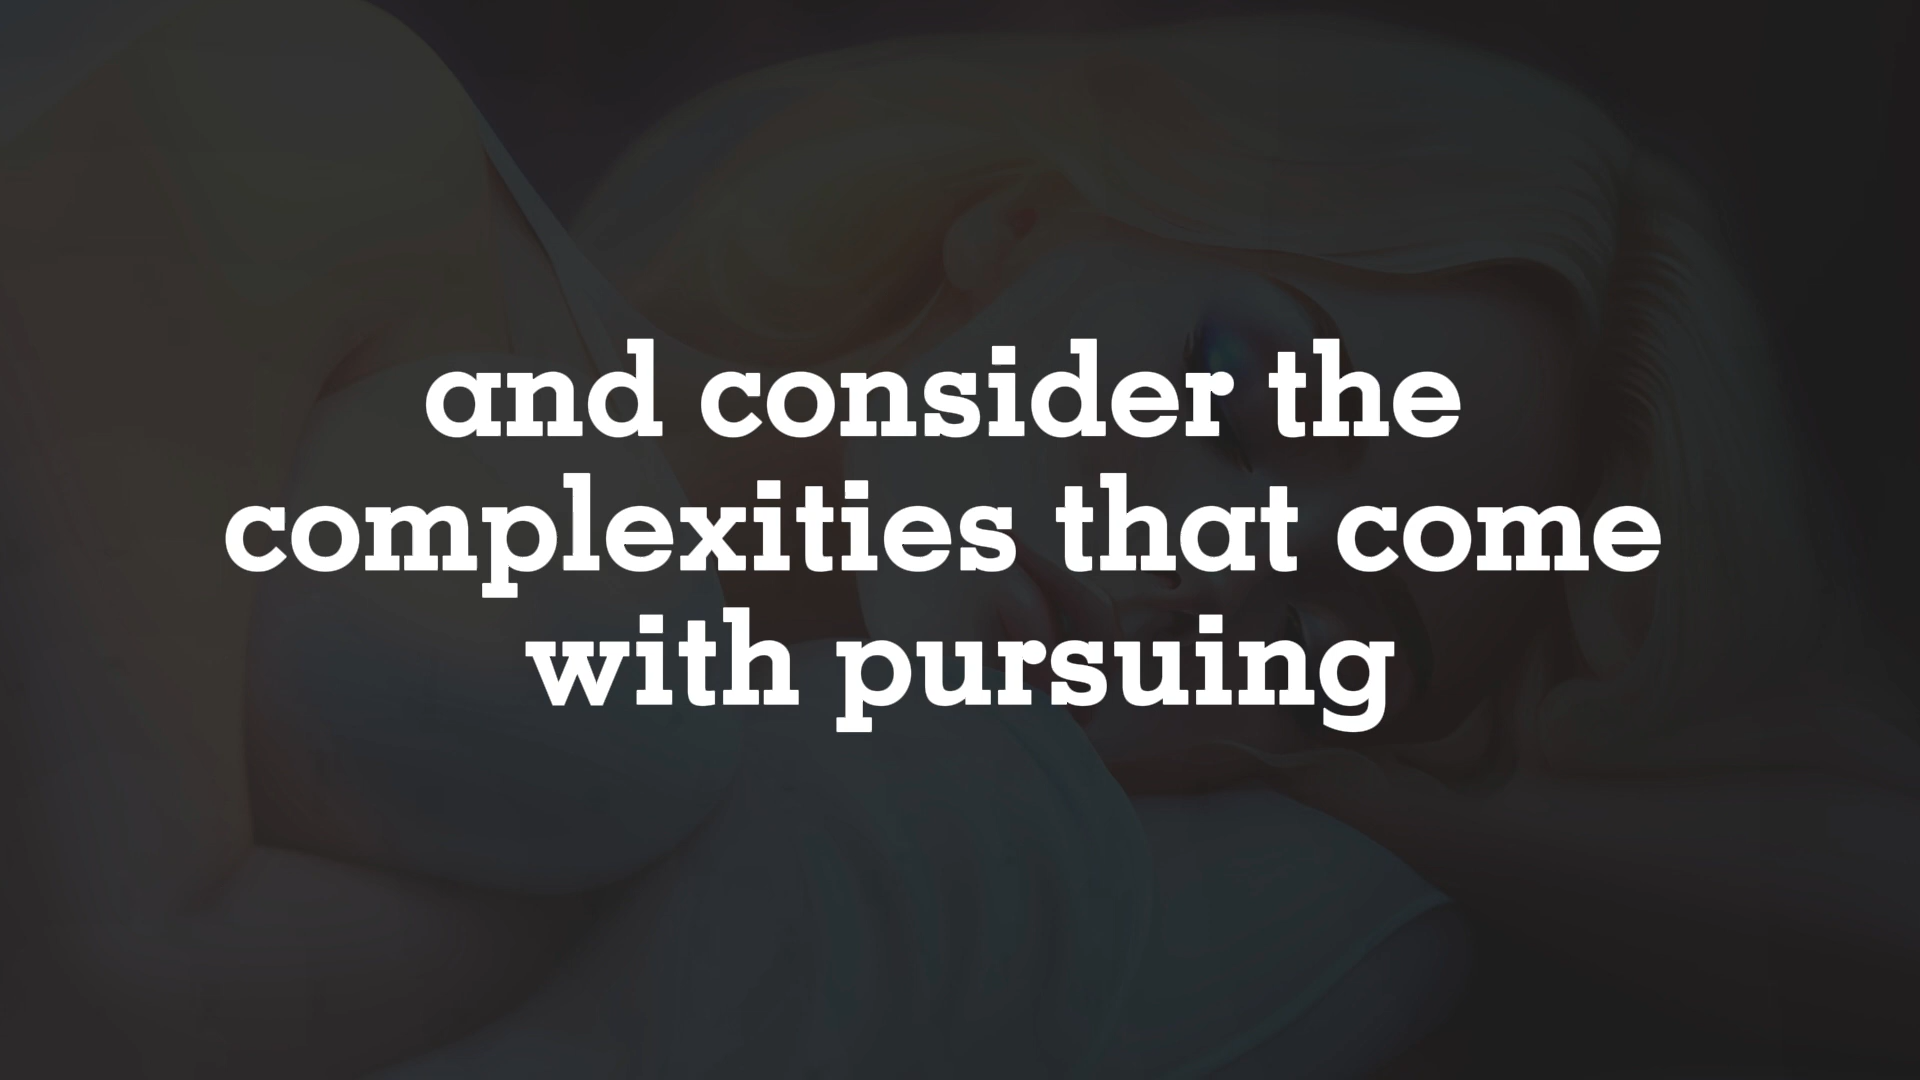 and consider the
complexities that come
with pursuing